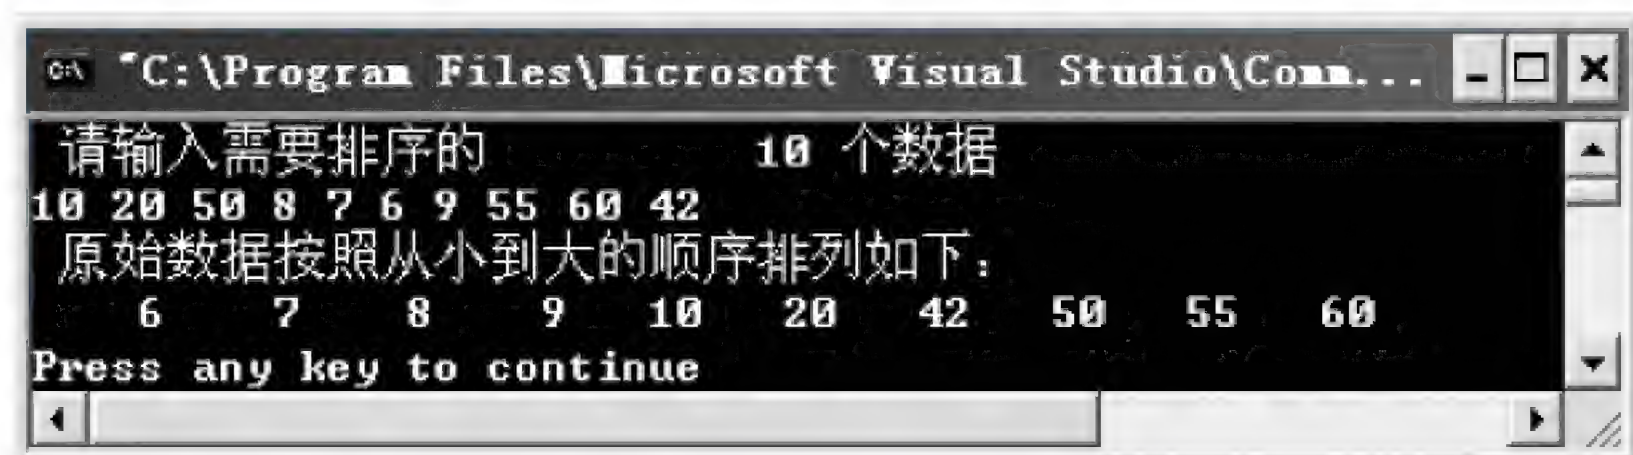 "C:\Program Files\Microsoft Visual Studio\Comm...
请输入需要排序的 10 个数据
10 20 50 8 7 6 9 55 60 42
原始数据按照从小到大的顺序排列如下：
6 7 8 9 10 20 42 50 55 60
Press any key to continue